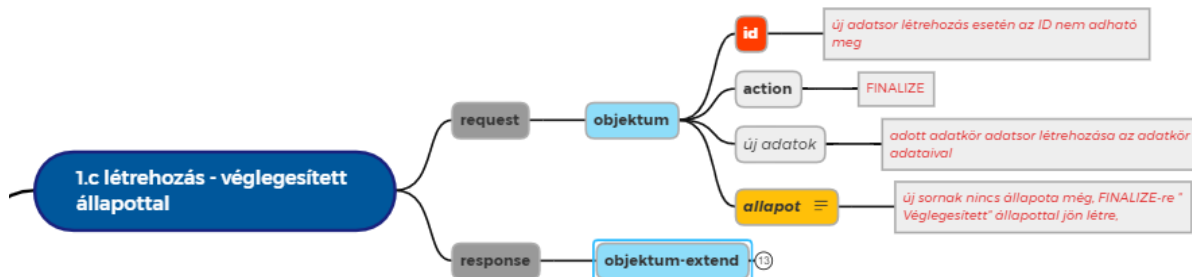 id
új adatsor létrehozás esetén az ID nem adható
meg
action
FINALIZE
request
objektum
új adatok
adott adatkör adatsor létrehozása az adatkör
adataival
1.c létrehozás - véglegesített
állapottal
allapot
új sornak nincs állapota még, FINALIZE-re "
Véglegesített" állapottal jön létre,
response
objektum-extend
13